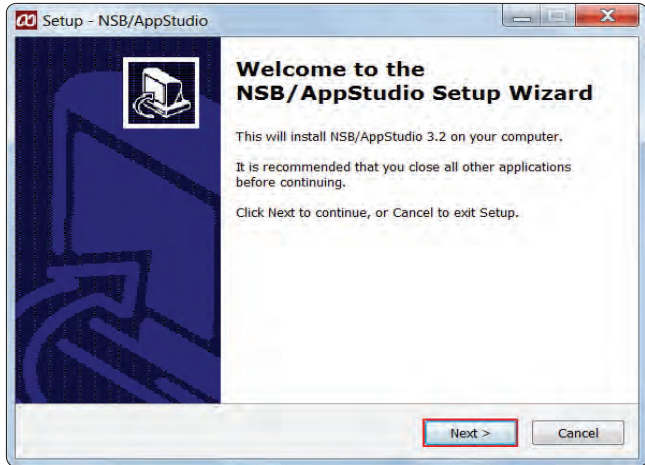 Setup - NSB/AppStudio
Welcome to the
NSB/AppStudio Setup Wizard
This will install NSB/AppStudio 3.2 on your computer.
It is recommended that you close all other applications
before continuing.
Click Next to continue, or Cancel to exit Setup.
Next >
Cancel